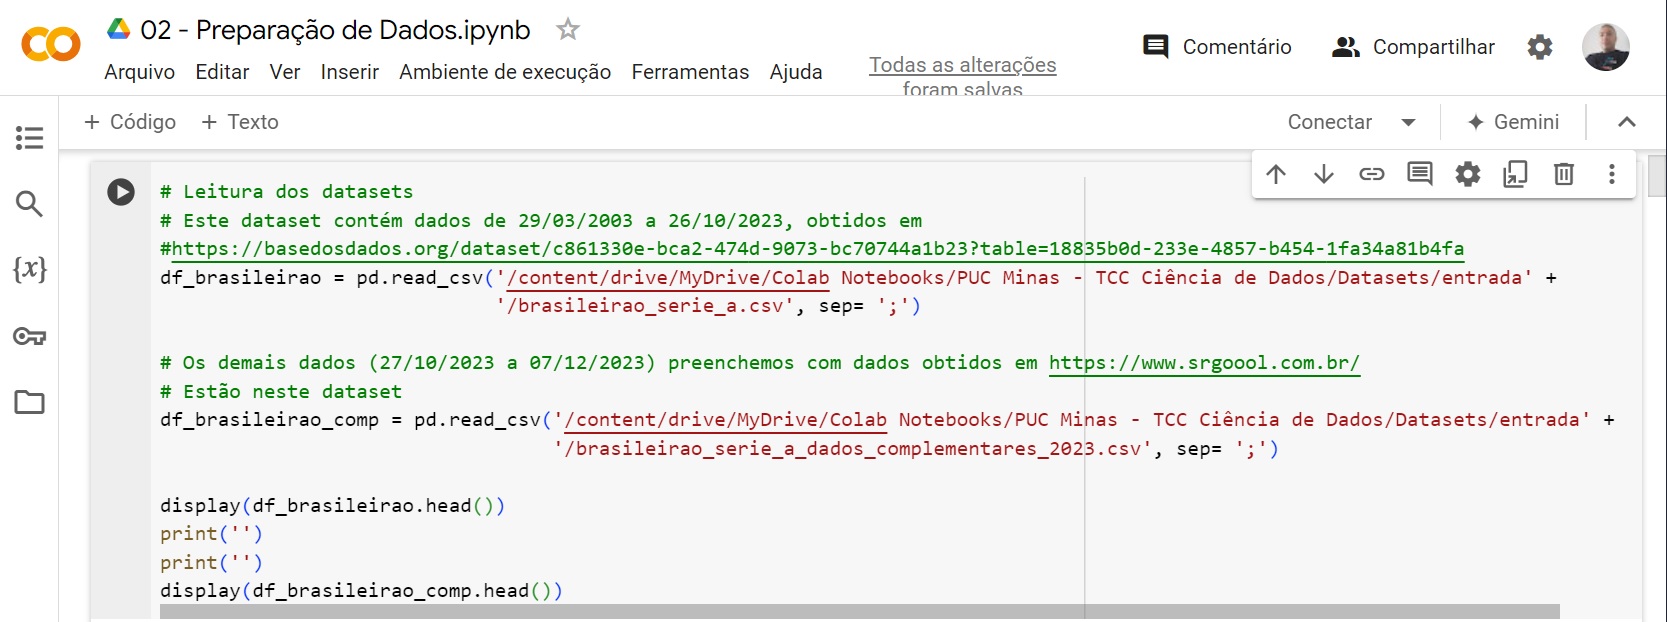 02 - Preparação de Dados.ipynb
Arquivo Editar Ver Inserir Ambiente de execução Ferramentas Ajuda
Todas as alterações
foram salvas
Comentário
Compartilhar
+ Código + Texto
Conectar
Gemini
# Leitura dos datasets
# Este dataset contém dados de 29/03/2003 a 26/10/2023, obtidos em
#https://basedosdados.org/dataset/c861330e-bca2-474d-9073-bc70744a1b23?table=18835b0d-233e-4857-b454-1fa34a81b4fa
df_brasileirao = pd.read_csv('/content/drive/MyDrive/Colab Notebooks/PUC Minas - TCC Ciência de Dados/Datasets/entrada' +
'/brasileirao_serie_a.csv', sep= ';')
# Os demais dados (27/10/2023 a 07/12/2023) preenchemos com dados obtidos em https://www.srgoool.com.br/
# Estão neste dataset
df_brasileirao_comp = pd.read_csv('/content/drive/MyDrive/Colab Notebooks/PUC Minas - TCC Ciência de Dados/Datasets/entrada' +
'/brasileirao_serie_a_dados_complementares_2023.csv', sep= ';')
display(df_brasileirao.head())
print('')
print('')
display(df_brasileirao_comp.head())